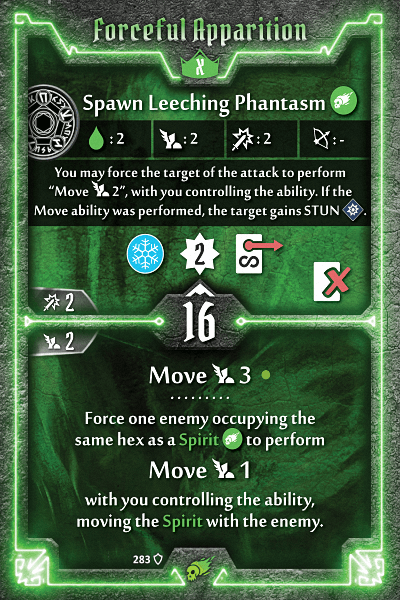 Forceful Apparition
X
Spawn Leeching Phantasm
: 2 : 2 : 2 : -
You may force the target of the attack to perform
“Move 2”, with you controlling the ability. If the
Move ability was performed, the target gains STUN .
2 S
2
16
2
Move 3
Force one enemy occupying the
same hex as a Spirit to perform
Move 1
with you controlling the ability,
moving the Spirit with the enemy.
283